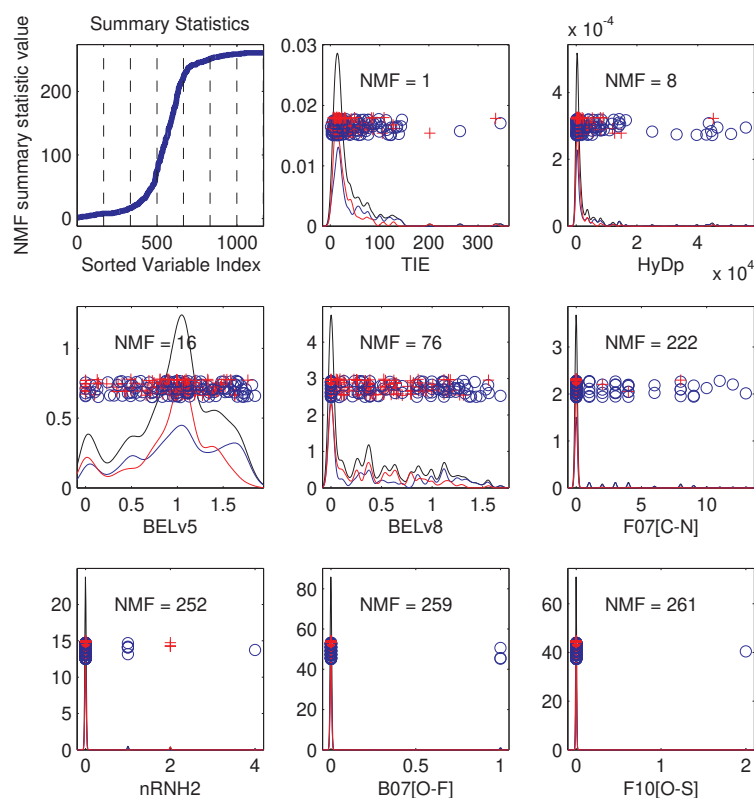 Summary Statistics
NMF summary statistic value
200
100
0
0 500 1000
Sorted Variable Index
0.03
0.02
0.01
0
NMF = 1
0 100 200 300
TIE
x 10^-4
4
2
0
NMF = 8
0 2 4
x 10^4
HyDp
1
0.5
0
NMF = 16
0 0.5 1 1.5
BELv5
4
3
2
1
0
NMF = 76
0 0.5 1 1.5
BELv8
3
2
1
0
NMF = 222
0 5 10
F07[C-N]
20
15
10
5
0
NMF = 252
0 2 4
nRNH2
80
60
40
20
0
NMF = 259
0 0.5 1
B07[O-F]
60
40
20
0
NMF = 261
0 1 2
F10[O-S]